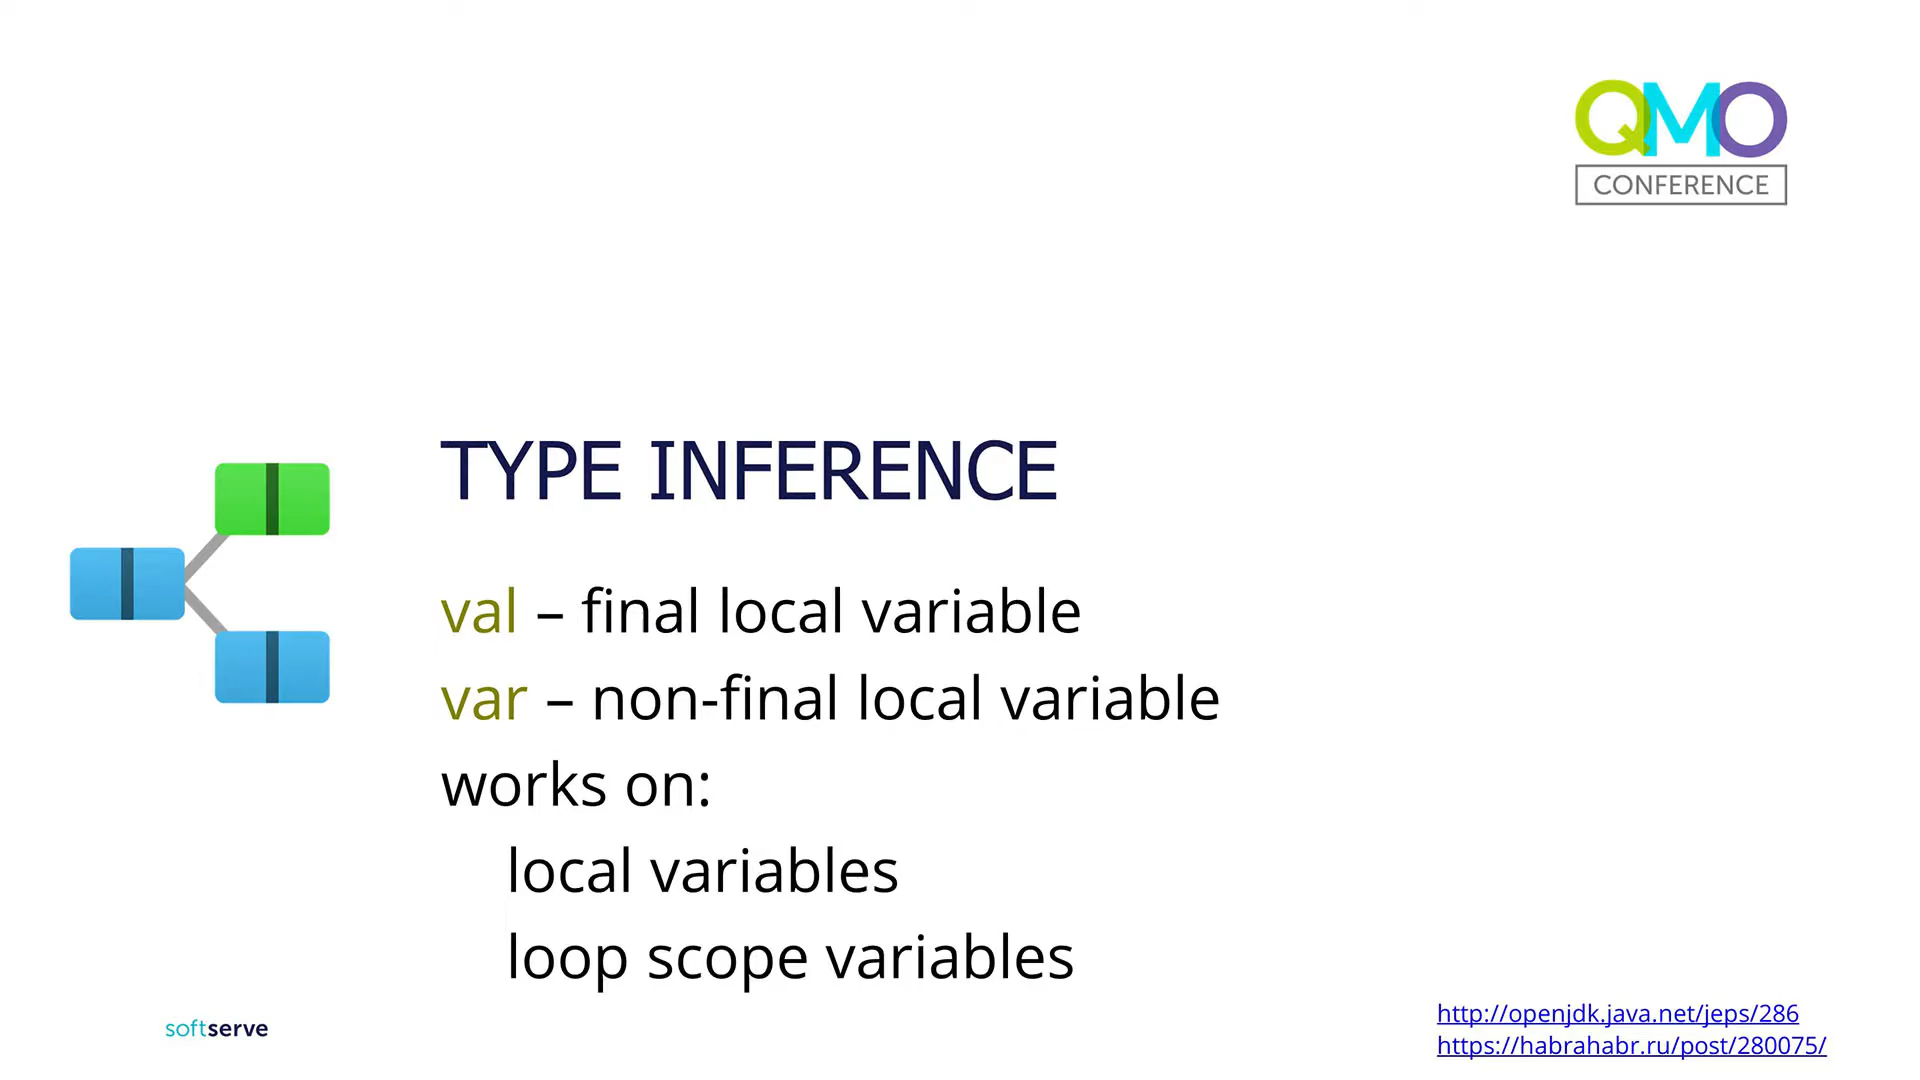 QMO
CONFERENCE
TYPE INFERENCE
val – final local variable
var – non-final local variable
works on:
local variables
loop scope variables
softserve
http://openjdk.java.net/jeps/286
https://habrahabr.ru/post/280075/